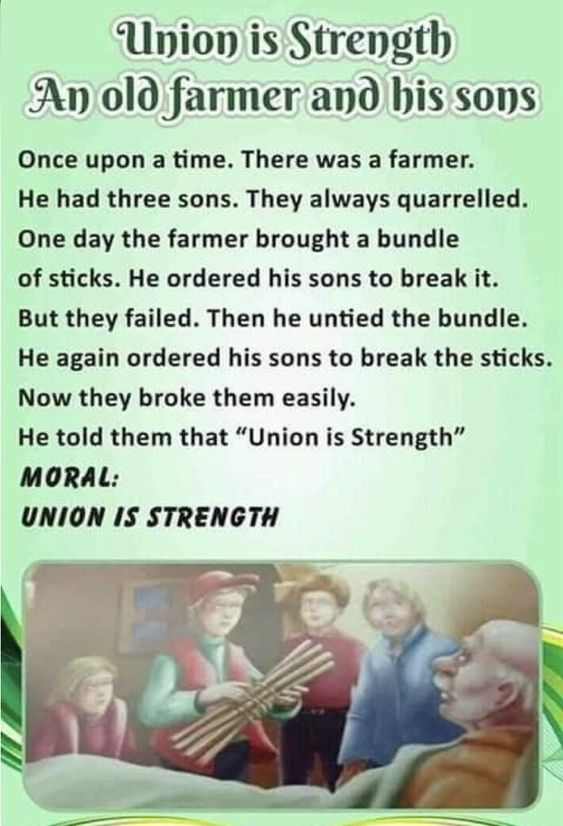 Union is Strength
An old farmer and his sons
Once upon a time. There was a farmer.
He had three sons. They always quarrelled.
One day the farmer brought a bundle
of sticks. He ordered his sons to break it.
But they failed. Then he untied the bundle.
He again ordered his sons to break the sticks.
Now they broke them easily.
He told them that “Union is Strength”
MORAL:
UNION IS STRENGTH